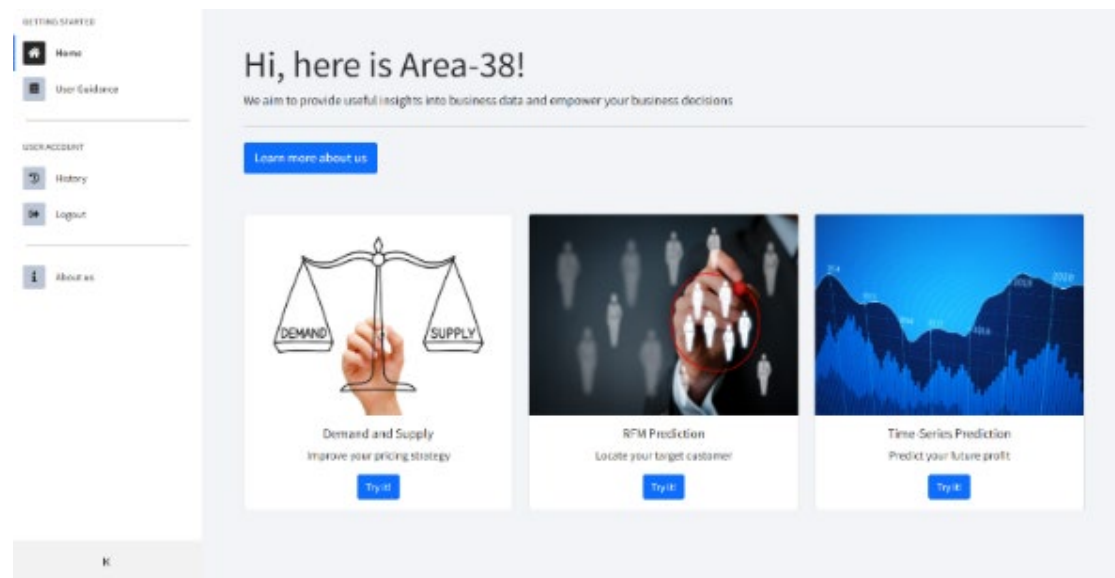 GETTING STARTED
Home
User Guidance
USER ACCOUNT
History
Logout
About us
Hi, here is Area-38!
We aim to provide useful insights into business data and empower your business decisions
Learn more about us
DEMAND
SUPPLY
Demand and Supply
Improve your pricing strategy
Try it!
RFM Prediction
Locate your target customer
Try it!
2018
Time-Series Prediction
Predict your future profit
Try it!